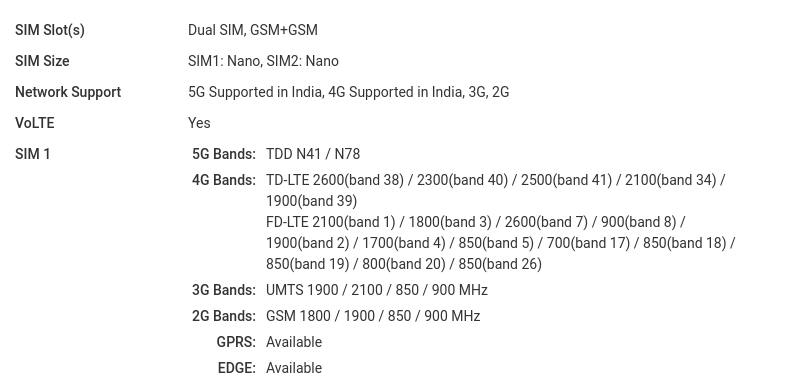 SIM Slot(s) Dual SIM, GSM+GSM
SIM Size SIM1: Nano, SIM2: Nano
Network Support 5G Supported in India, 4G Supported in India, 3G, 2G
VoLTE Yes
SIM 1 5G Bands: TDD N41 / N78
4G Bands: TD-LTE 2600(band 38) / 2300(band 40) / 2500(band 41) / 2100(band 34) /
1900(band 39)
FD-LTE 2100(band 1) / 1800(band 3) / 2600(band 7) / 900(band 8) /
1900(band 2) / 1700(band 4) / 850(band 5) / 700(band 17) / 850(band 18) /
850(band 19) / 800(band 20) / 850(band 26)
3G Bands: UMTS 1900 / 2100 / 850 / 900 MHz
2G Bands: GSM 1800 / 1900 / 850 / 900 MHz
GPRS: Available
EDGE: Available